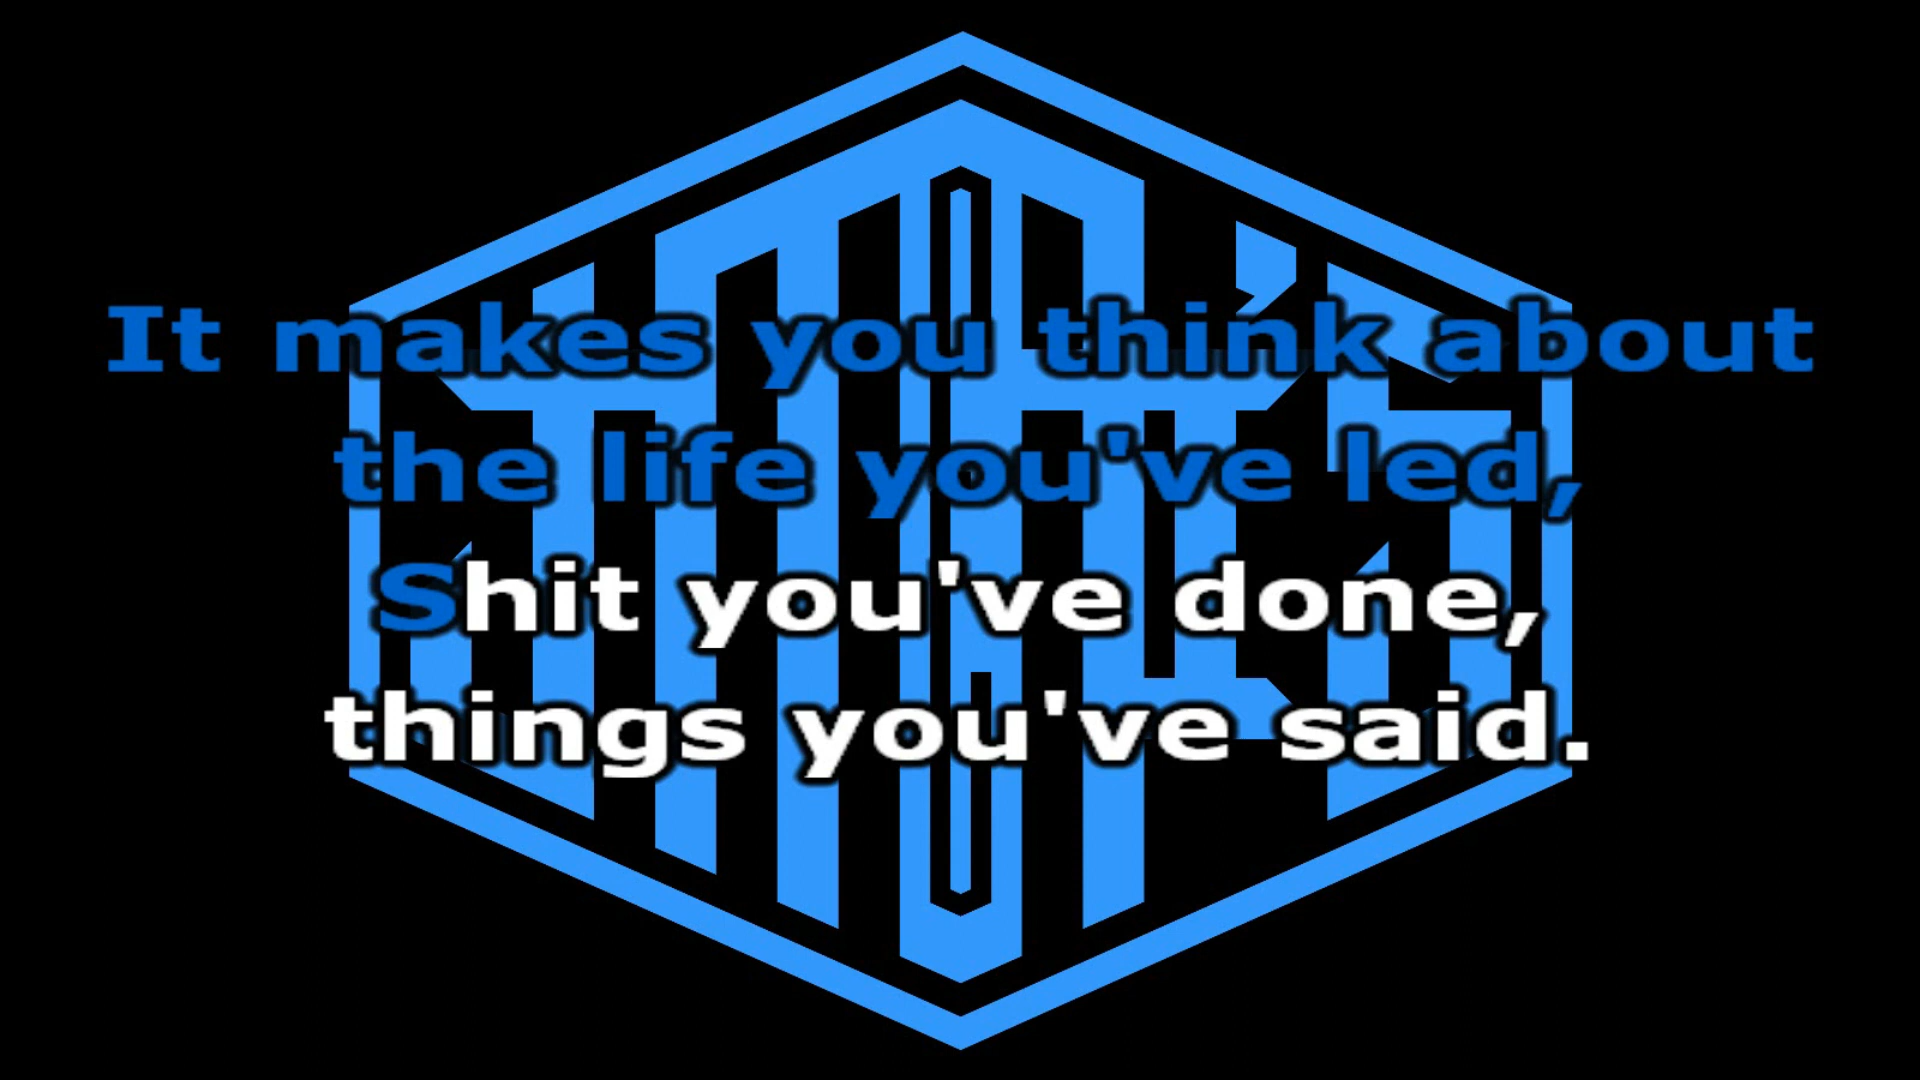 It makes you think about
the life you've led,
Shit you've done,
things you've said.